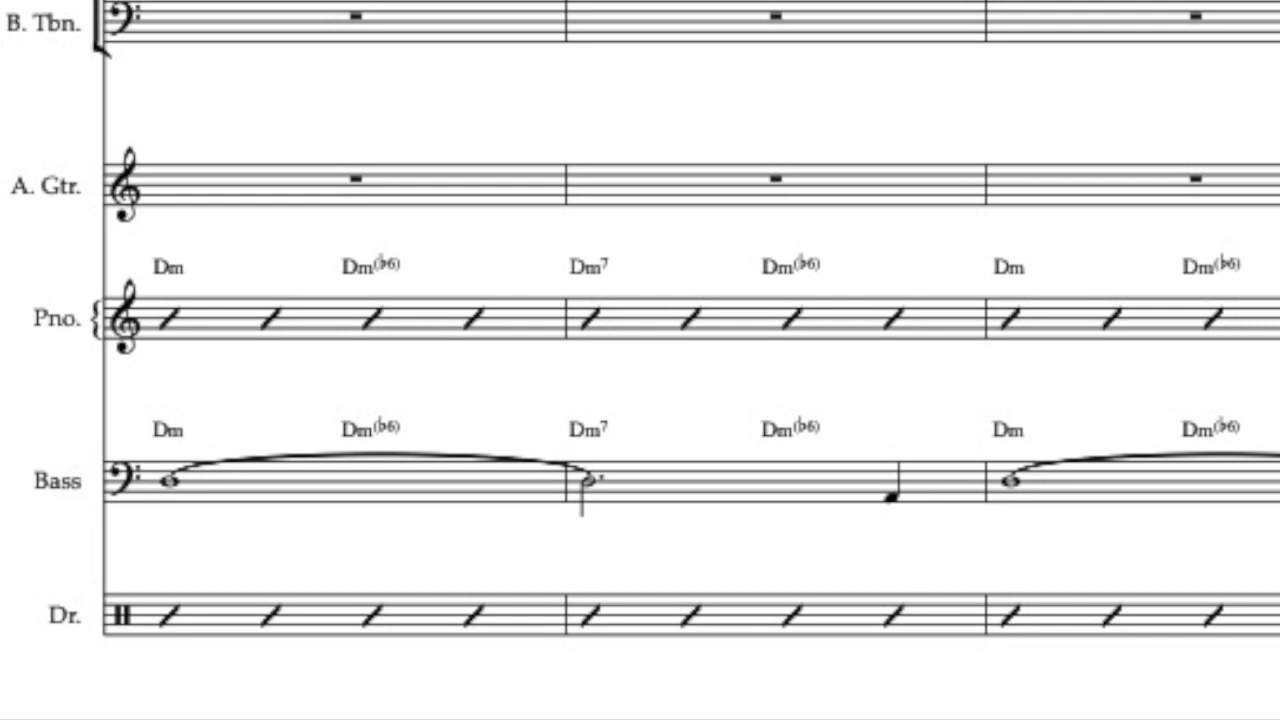 B. Tbn.
A. Gtr.
Dm Dm(♭6) Dm7 Dm(♭6) Dm Dm(♭6)
Pno.
Dm Dm(♭6) Dm7 Dm(♭6) Dm Dm(♭6)
Bass
Dr.